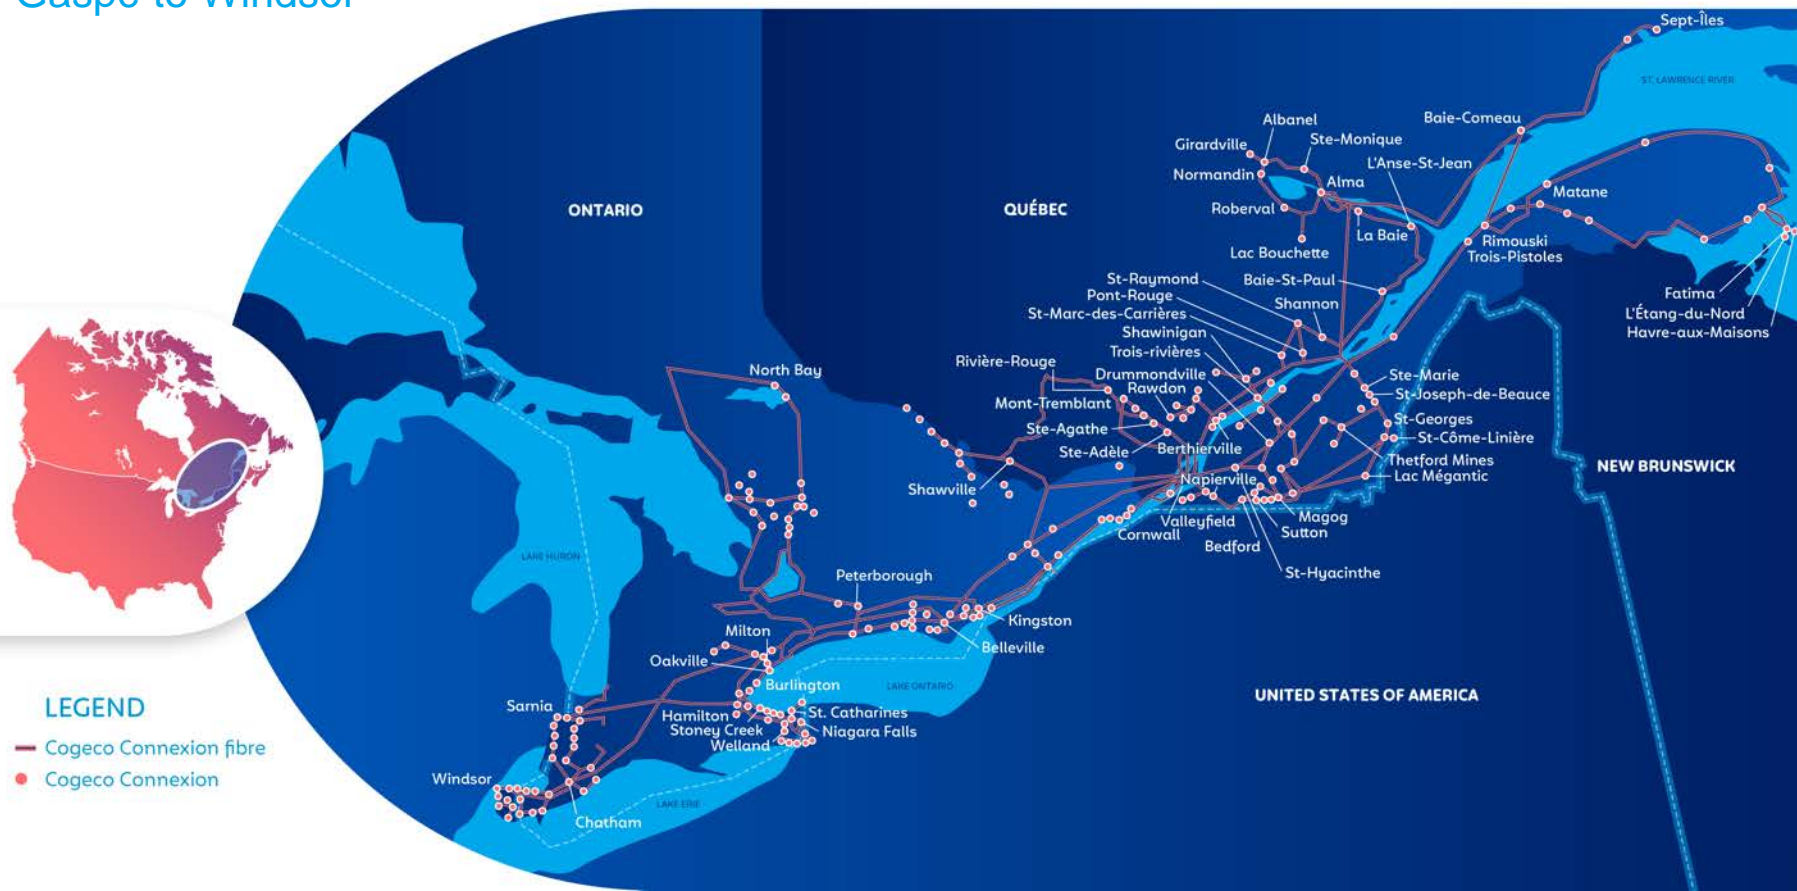 Gaspé to Windsor
Sept-Îles
ST. LAWRENCE RIVER
Baie-Comeau
Albanel
Girardville
Ste-Monique
L'Anse-St-Jean
Normandin
Alma
Matane
ONTARIO
QUÉBEC
Roberval
La Baie
Rimouski
Lac Bouchette
Trois-Pistoles
St-Raymond
Baie-St-Paul
Pont-Rouge
Shannon
Fatima
St-Marc-des-Carrières
L'Étang-du-Nord
Shawinigan
Havre-aux-Maisons
Trois-rivières
Rivière-Rouge
North Bay
Drummondville
Ste-Marie
Rawdon
St-Joseph-de-Beauce
Mont-Tremblant
St-Georges
Ste-Agathe
St-Côme-Linière
Ste-Adèle
Berthierville
Thetford Mines
NEW BRUNSWICK
Lac Mégantic
Napierville
Shawville
Magog
Valleyfield
Sutton
Cornwall
Bedford
LAKE HURON
St-Hyacinthe
Peterborough
Kingston
Milton
Belleville
Oakville
Burlington
LAKE ONTARIO
UNITED STATES OF AMERICA
Sarnia
Hamilton
St. Catharines
Stoney Creek
Niagara Falls
Welland
LEGEND
Cogeco Connexion fibre
Cogeco Connexion
Windsor
LAKE ERIE
Chatham